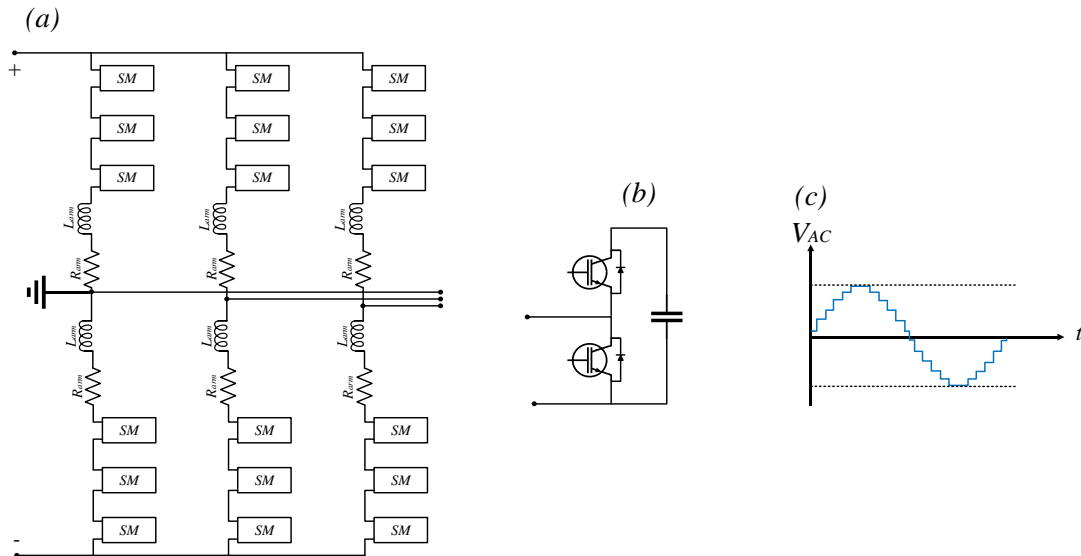 (a)
+
SM SM SM
SM SM SM
SM SM SM
Larm Larm Larm
Rarm Rarm Rarm
Larm Larm Larm
Rarm Rarm Rarm
SM SM SM
SM SM SM
SM SM SM
-
(b)
(c)
VAC
t